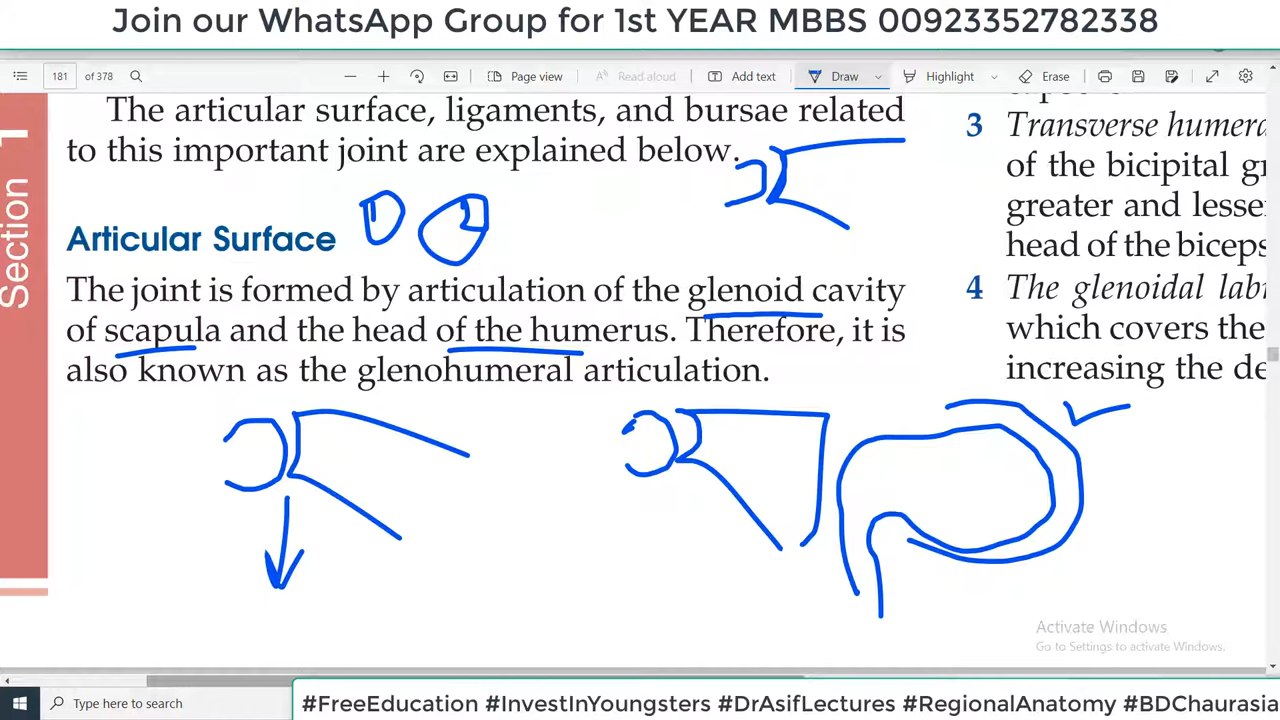 Join our WhatsApp Group for 1st YEAR MBBS 00923352782338
181 of 378
Page view
Read aloud
Add text
Draw
Highlight
Erase
Section 1
The articular surface, ligaments, and bursae related
to this important joint are explained below.
Articular Surface
The joint is formed by articulation of the glenoid cavity
of scapula and the head of the humerus. Therefore, it is
also known as the glenohumeral articulation.
3 Transverse humera
of the bicipital gr
greater and lesse
head of the biceps
4 The glenoidal lab
which covers the
increasing the de
Activate Windows
Go to Settings to activate Windows.
Type here to search
#FreeEducation #InvestInYoungsters #DrAsifLectures #RegionalAnatomy #BDChaurasia